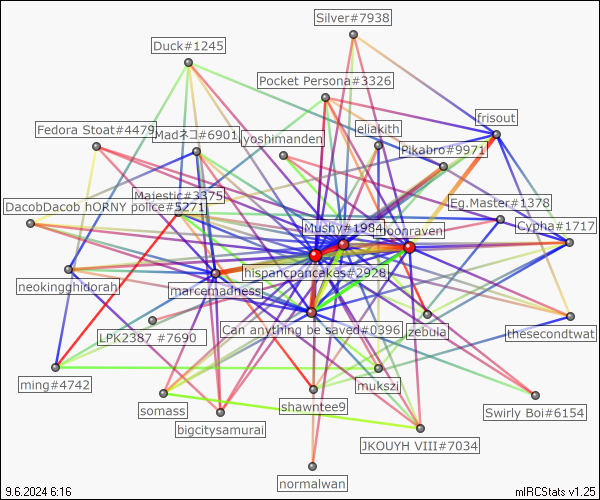 Silver#7938
Duck#1245
Pocket Persona#3326
frisout
Fedora Stoat#4479
Madネコ#6901
yoshimanden
eliakith
Pikabro#9971
Majestic#3375
DacobDacob hORNY police#5271
Eg.Master#1378
Mushy#1984
Moonraven
Cypha#1717
hispancpancakes#2928
neokingghidorah
marcemadness
Can anything be saved#0396
zebula
thesecondtwat
LPK2387 #7690
ming#4742
mukszi
somass
shawntee9
Swirly Boi#6154
bigcitysamurai
JKOUYH VIII#7034
normalwan
9.6.2024 6:16
mIRCStats v1.25